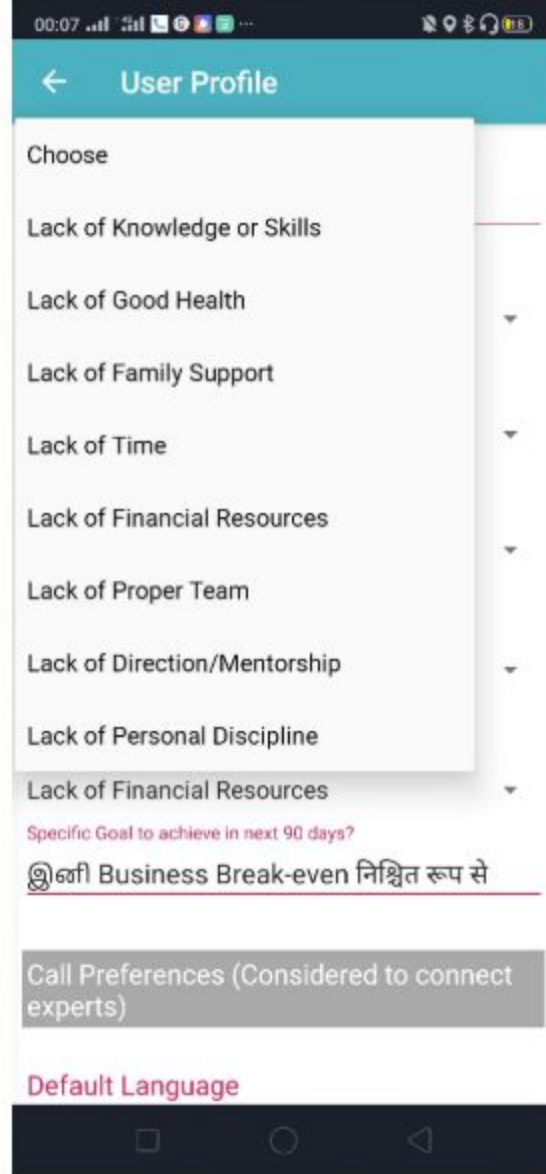 00:07
18
User Profile
Choose
Lack of Knowledge or Skills
Lack of Good Health
Lack of Family Support
Lack of Time
Lack of Financial Resources
Lack of Proper Team
Lack of Direction/Mentorship
Lack of Personal Discipline
Lack of Financial Resources
Specific Goal to achieve in next 90 days?
இனி Business Break-even निश्चित रूप से
Call Preferences (Considered to connect
experts)
Default Language